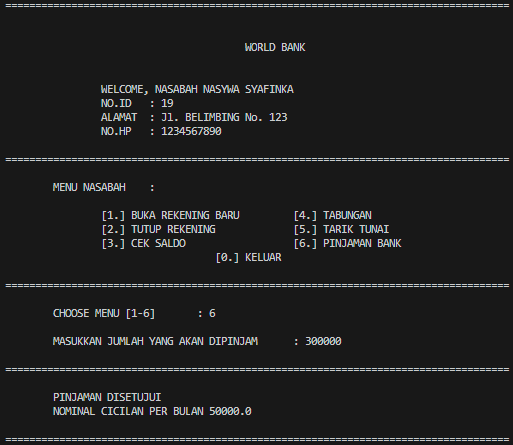 ====================================================================================
WORLD BANK
WELCOME, NASABAH NASYWA SYAFINKA
NO.ID : 19
ALAMAT : Jl. BELIMBING No. 123
NO.HP : 1234567890
====================================================================================
MENU NASABAH :
[1.] BUKA REKENING BARU [4.] TABUNGAN
[2.] TUTUP REKENING [5.] TARIK TUNAI
[3.] CEK SALDO [6.] PINJAMAN BANK
[0.] KELUAR
====================================================================================
CHOOSE MENU [1-6] : 6
MASUKKAN JUMLAH YANG AKAN DIPINJAM : 300000
====================================================================================
PINJAMAN DISETUJUI
NOMINAL CICILAN PER BULAN 50000.0
====================================================================================